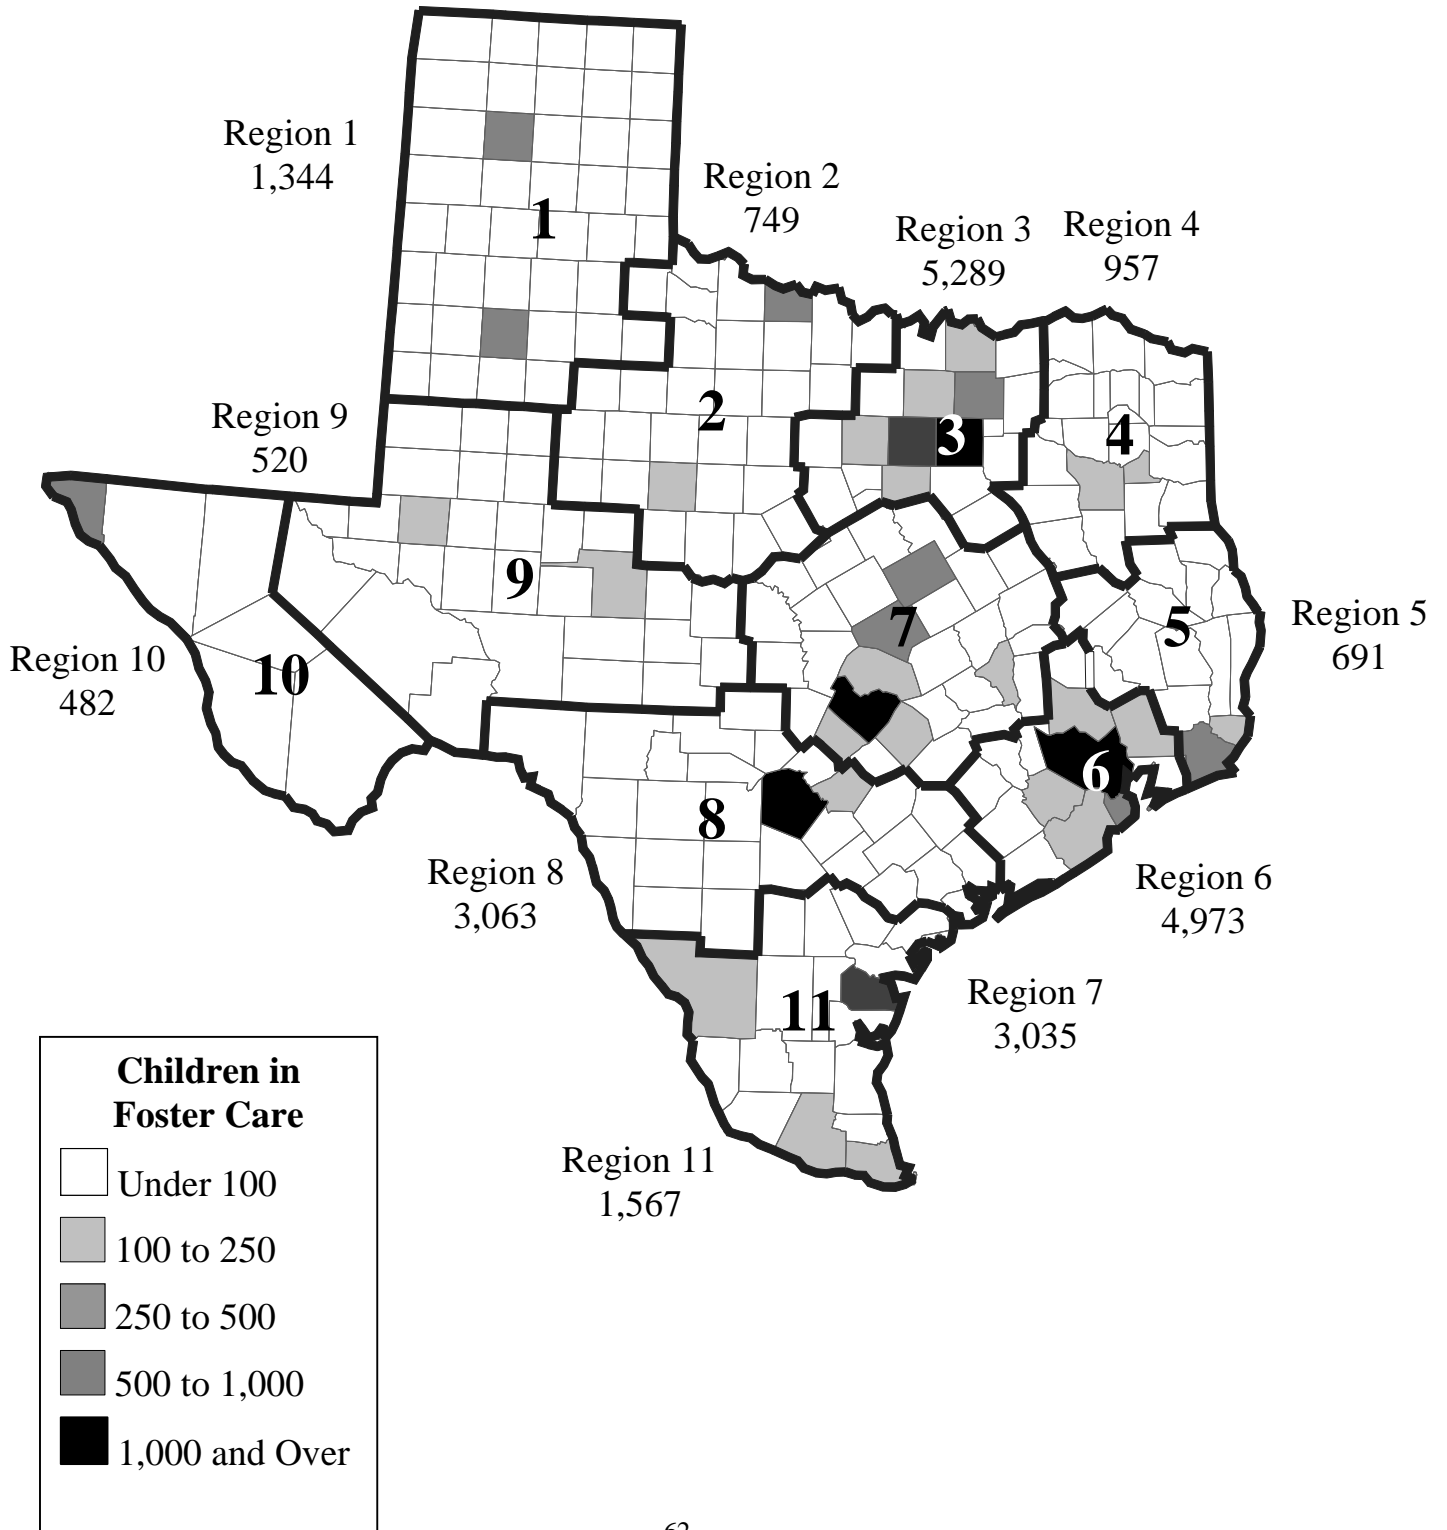 Region 1
1,344
Region 2
749
Region 3
5,289
Region 4
957
Region 9
520
Region 5
691
Region 10
482
Region 8
3,063
Region 6
4,973
Region 7
3,035
Region 11
1,567
1
2
3
4
9
7
5
10
6
8
11
Children in
Foster Care
Under 100
100 to 250
250 to 500
500 to 1,000
1,000 and Over